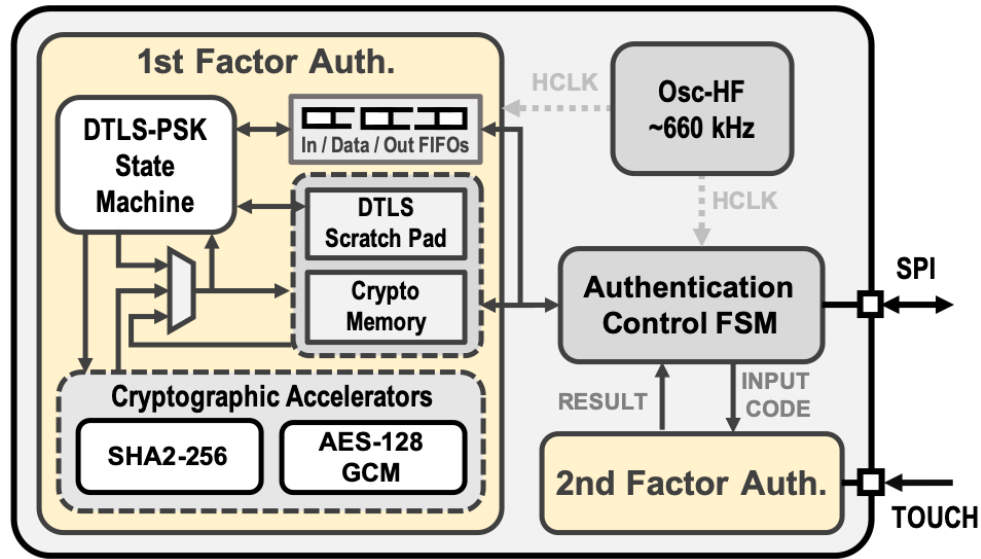 1st Factor Auth.
DTLS-PSK
State
Machine
In / Data / Out FIFOs
DTLS
Scratch Pad
Crypto
Memory
Cryptographic Accelerators
SHA2-256
AES-128
GCM
HCLK
Osc-HF
~660 kHz
HCLK
Authentication
Control FSM
SPI
RESULT
INPUT
CODE
2nd Factor Auth.
TOUCH